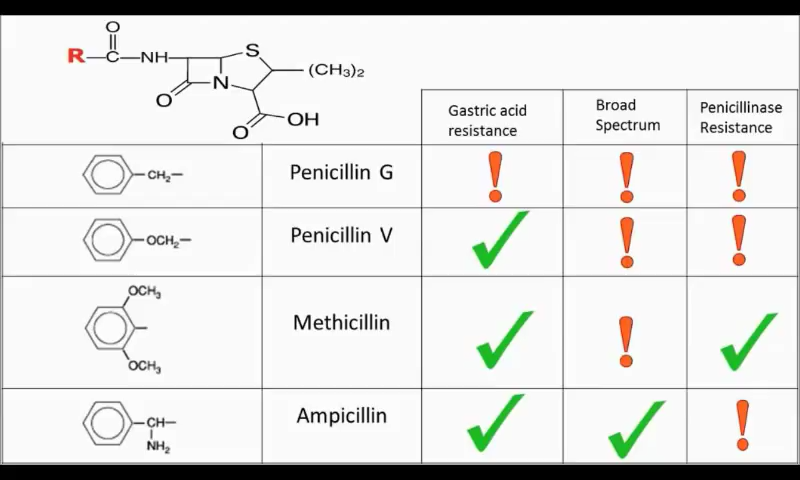 O
R C NH S
N (CH₃)₂
O
O OH
Gastric acid
resistance
Broad
Spectrum
Penicillinase
Resistance
CH₂ Penicillin G
OCH₂ Penicillin V
OCH₃
Methicillin
OCH₃
CH Ampicillin
NH₂